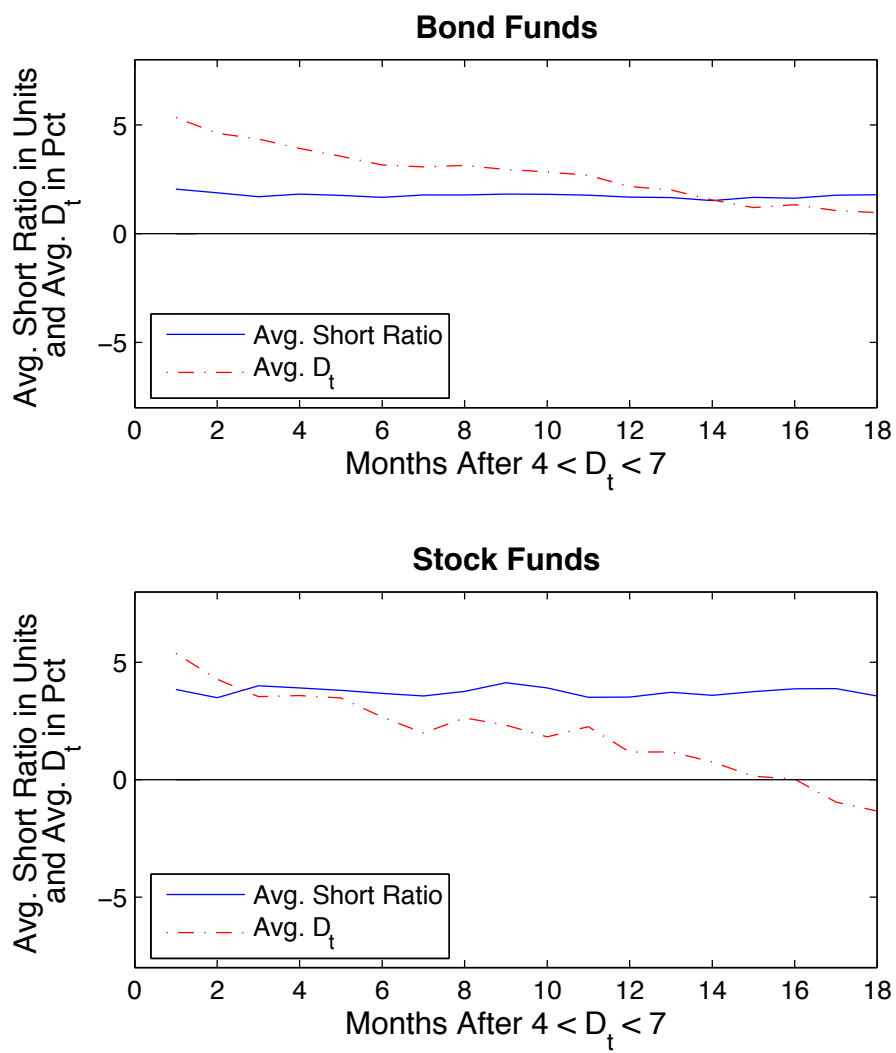 Bond Funds
Avg. Short Ratio in Units
and Avg. D_t in Pct
5
0
−5
Avg. Short Ratio
Avg. D_t
0 2 4 6 8 10 12 14 16 18
Months After 4 < D_t < 7
Stock Funds
Avg. Short Ratio in Units
and Avg. D_t in Pct
5
0
−5
Avg. Short Ratio
Avg. D_t
0 2 4 6 8 10 12 14 16 18
Months After 4 < D_t < 7